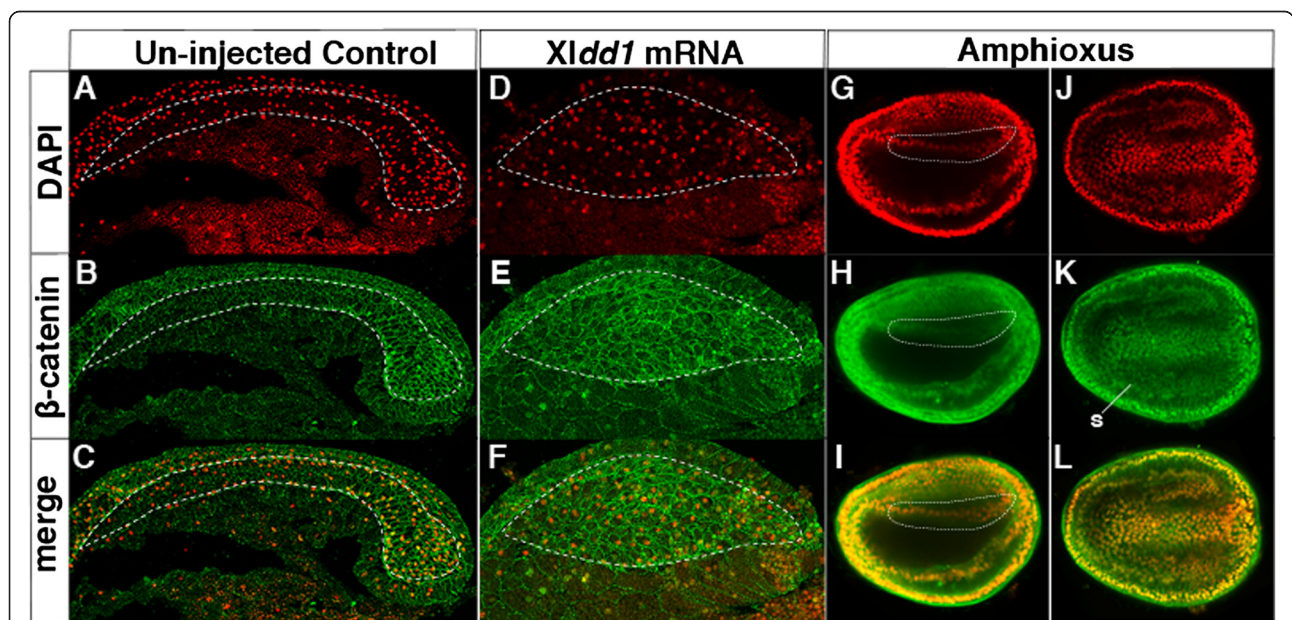 Un-injected Control
Xldd1 mRNA
Amphioxus
DAPI
A
D
G
J
β-catenin
B
E
H
K
s
merge
C
F
I
L